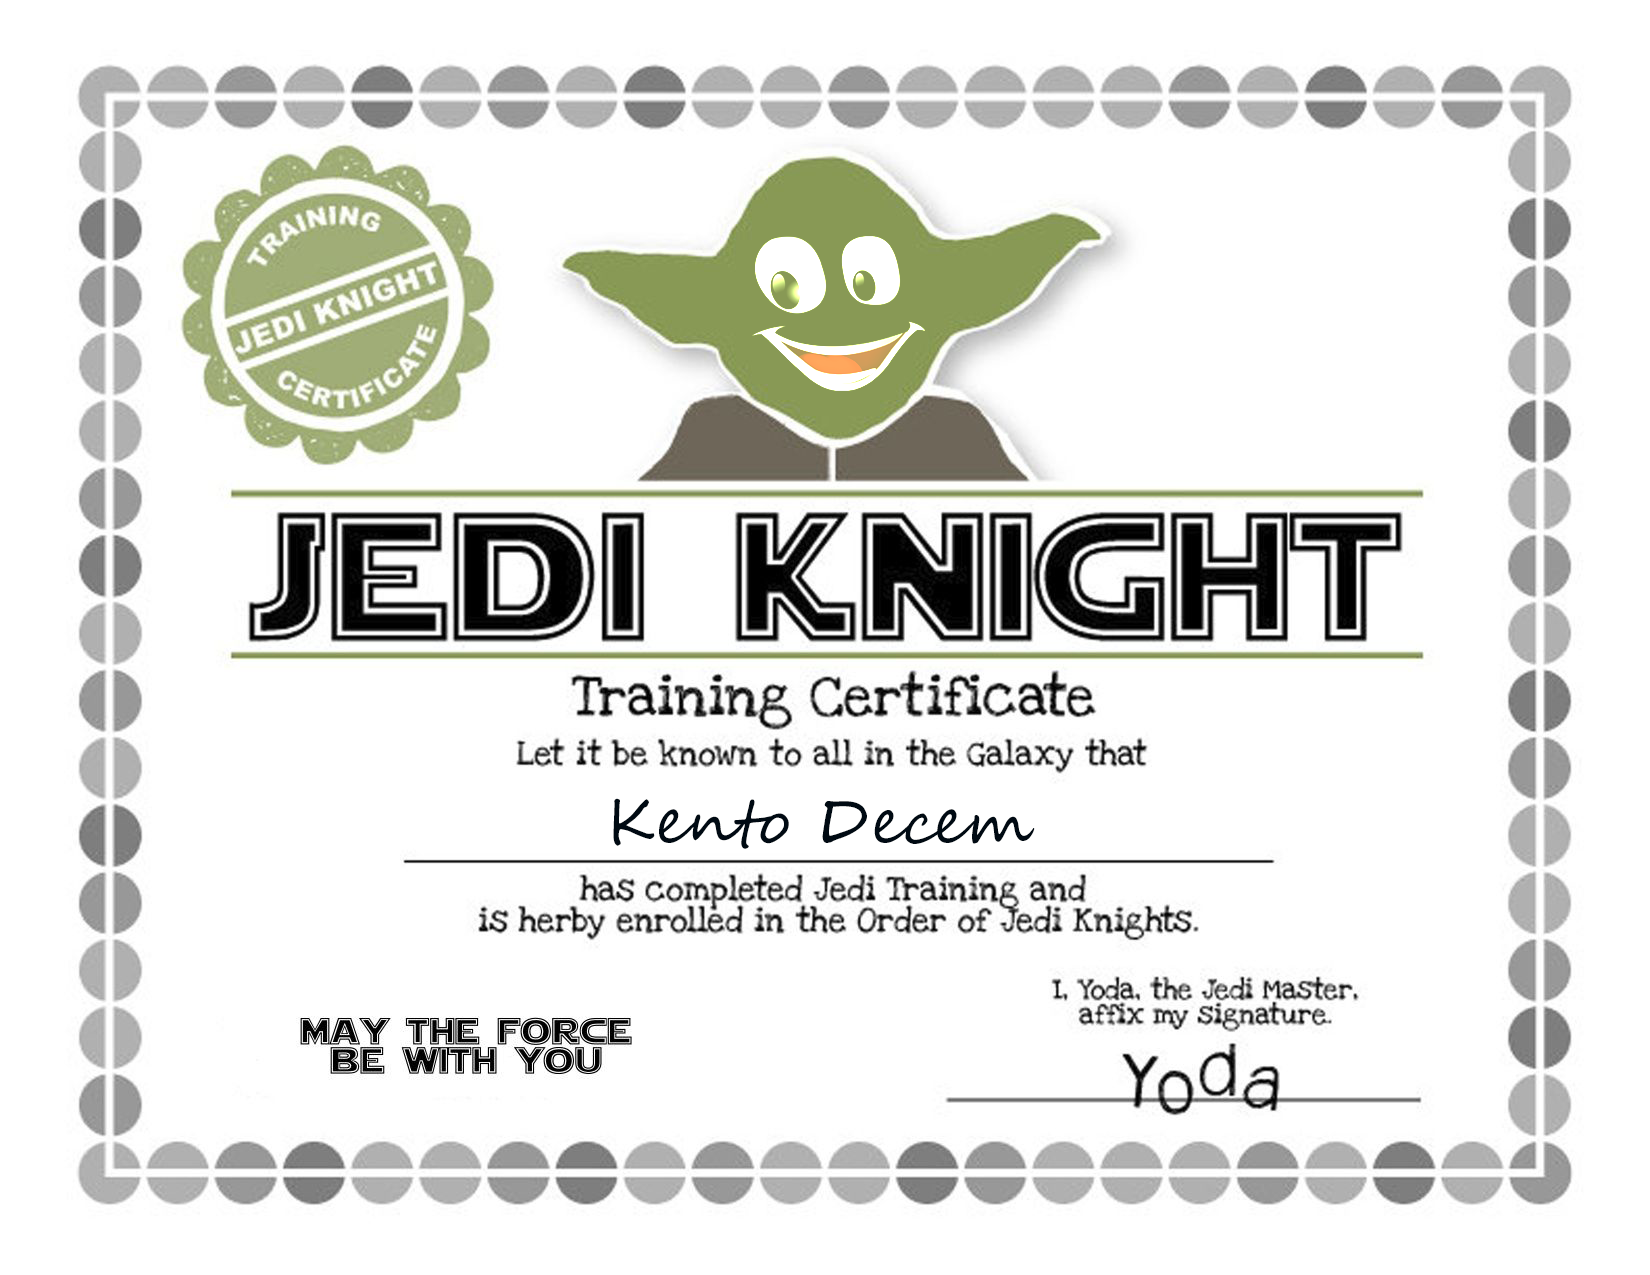 TRAINING
JEDI KNIGHT
CERTIFICATE
JEDI KNIGHT
Training Certificate
Let it be known to all in the Galaxy that
Kento Decem
has completed Jedi Training and
is herby enrolled in the Order of Jedi Knights.
I, Yoda, the Jedi Master,
affix my signature.
MAY THE FORCE
BE WITH YOU
Yoda